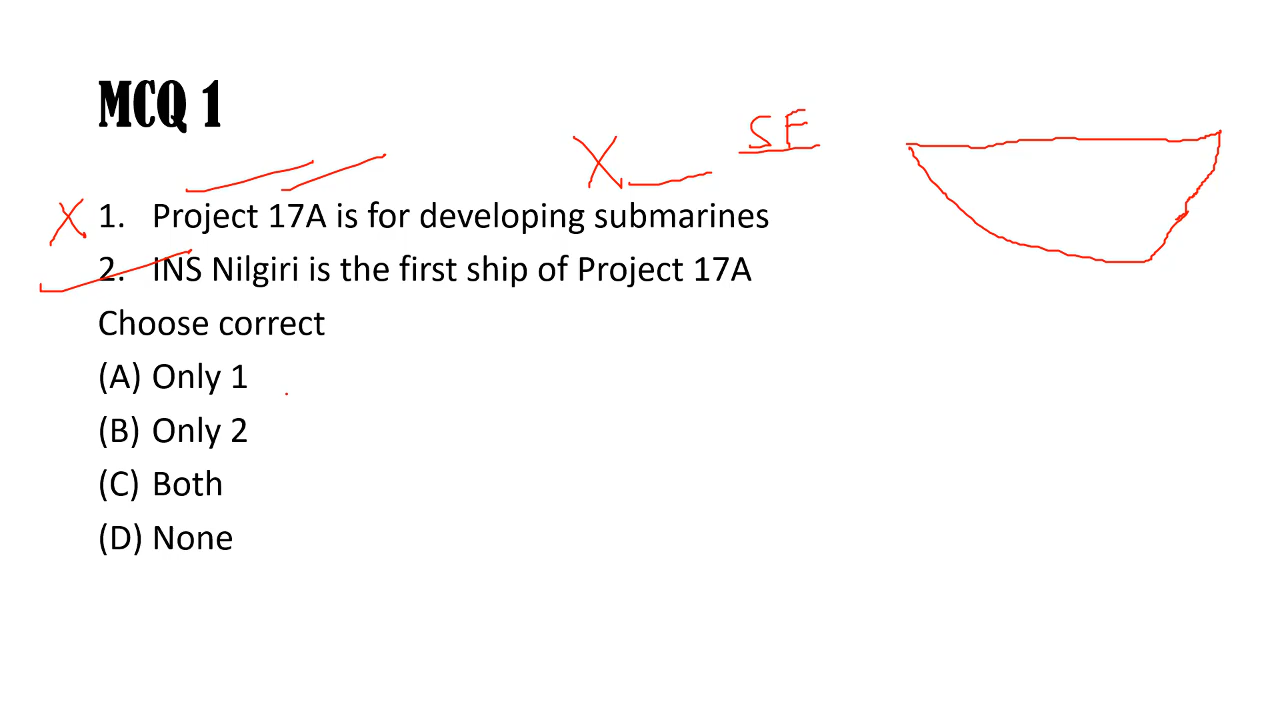 MCQ 1
SF
1. Project 17A is for developing submarines
2. INS Nilgiri is the first ship of Project 17A
Choose correct
(A) Only 1
(B) Only 2
(C) Both
(D) None